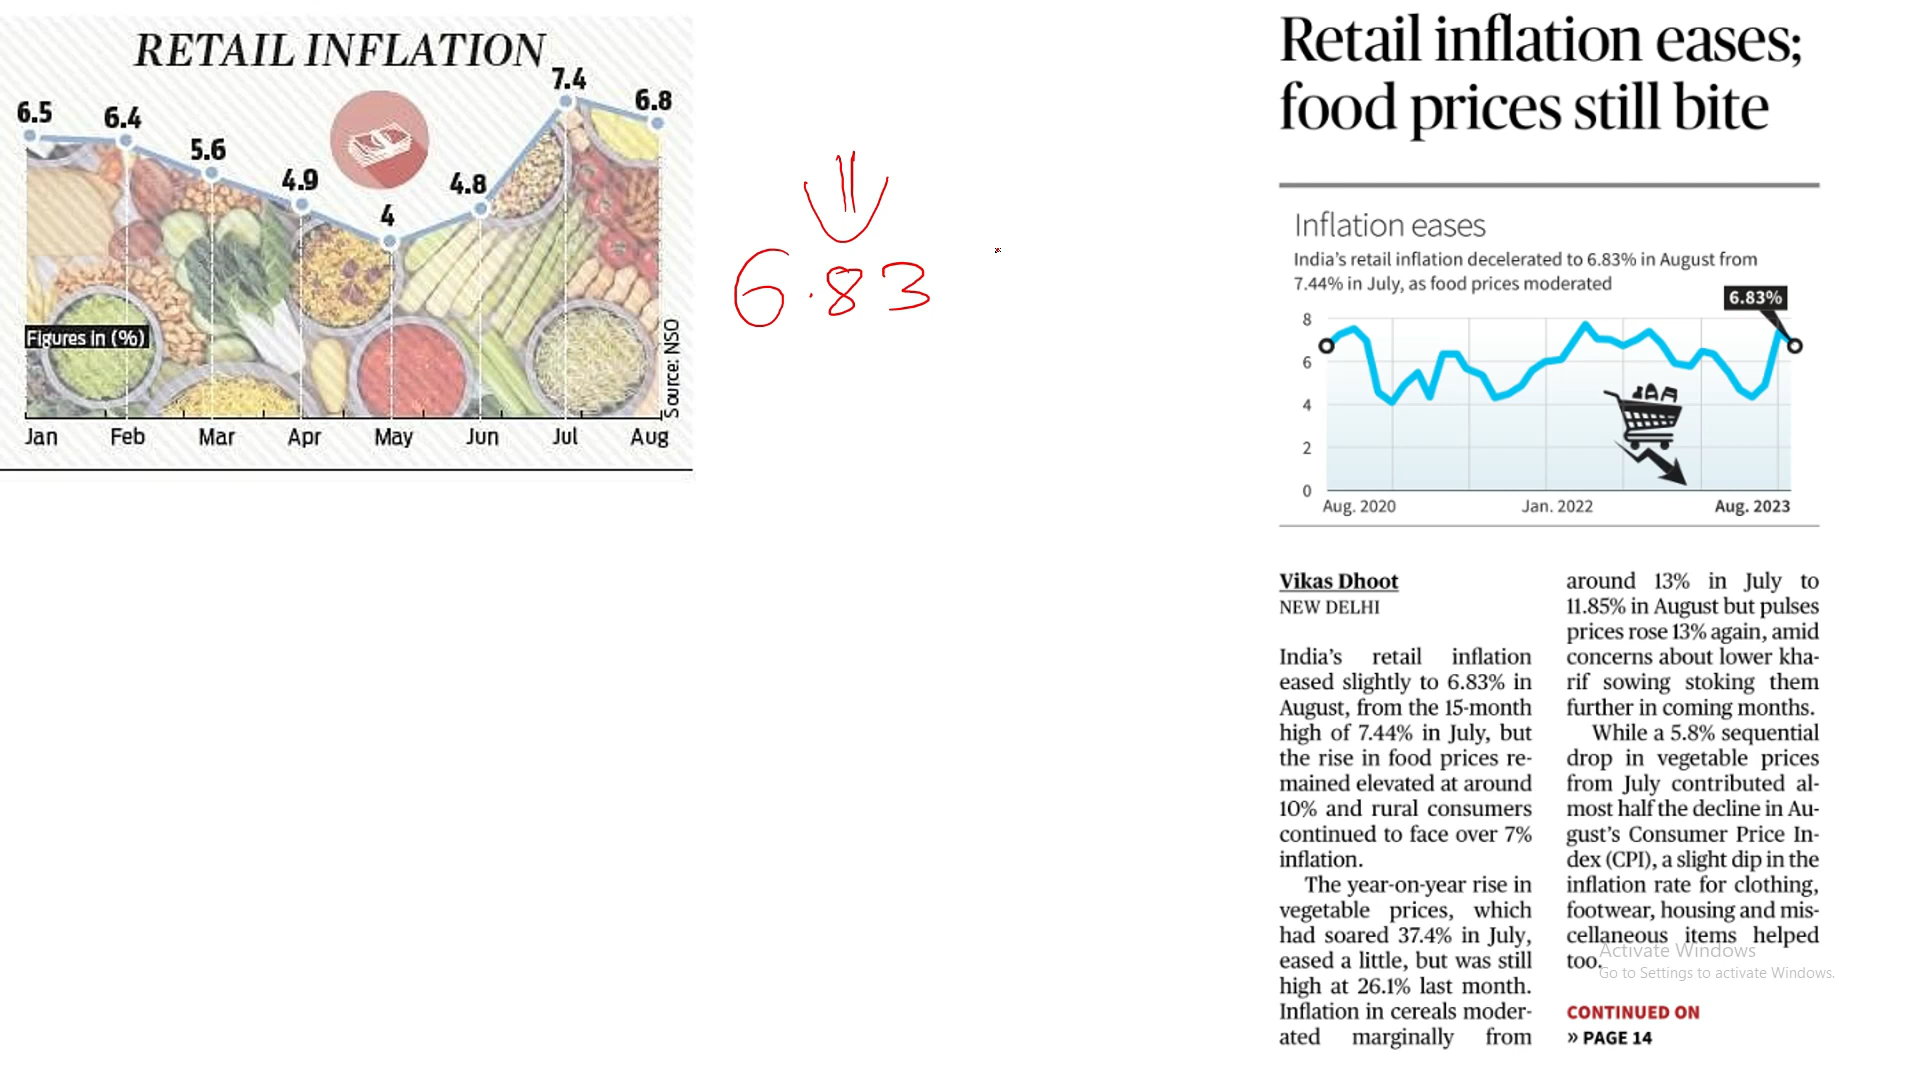 RETAIL INFLATION
6.5
6.4
5.6
4.9
4
4.8
7.4
6.8
Figures in (%)
Source: NSO
Jan Feb Mar Apr May Jun Jul Aug
6.83
Retail inflation eases;
food prices still bite
Inflation eases
India's retail inflation decelerated to 6.83% in August from
7.44% in July, as food prices moderated
6.83%
8
6
4
2
0
Aug. 2020 Jan. 2022 Aug. 2023
Vikas Dhoot
NEW DELHI
India's retail inflation
eased slightly to 6.83% in
August, from the 15-month
high of 7.44% in July, but
the rise in food prices re-
mained elevated at around
10% and rural consumers
continued to face over 7%
inflation.
The year-on-year rise in
vegetable prices, which
had soared 37.4% in July,
eased a little, but was still
high at 26.1% last month.
Inflation in cereals moder-
ated marginally from
around 13% in July to
11.85% in August but pulses
prices rose 13% again, amid
concerns about lower kha-
rif sowing stoking them
further in coming months.
While a 5.8% sequential
drop in vegetable prices
from July contributed al-
most half the decline in Au-
gust's Consumer Price In-
dex (CPI), a slight dip in the
inflation rate for clothing,
footwear, housing and mis-
cellaneous items helped
too.
CONTINUED ON
» PAGE 14
Activate Windows
Go to Settings to activate Windows.